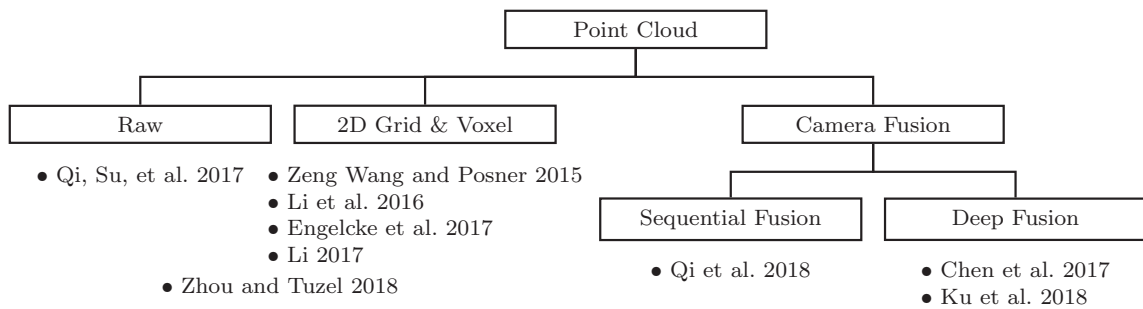 Point Cloud
Raw
2D Grid & Voxel
Camera Fusion
• Qi, Su, et al. 2017
• Zeng Wang and Posner 2015
• Li et al. 2016
• Engelcke et al. 2017
• Li 2017
• Zhou and Tuzel 2018
Sequential Fusion
Deep Fusion
• Qi et al. 2018
• Chen et al. 2017
• Ku et al. 2018